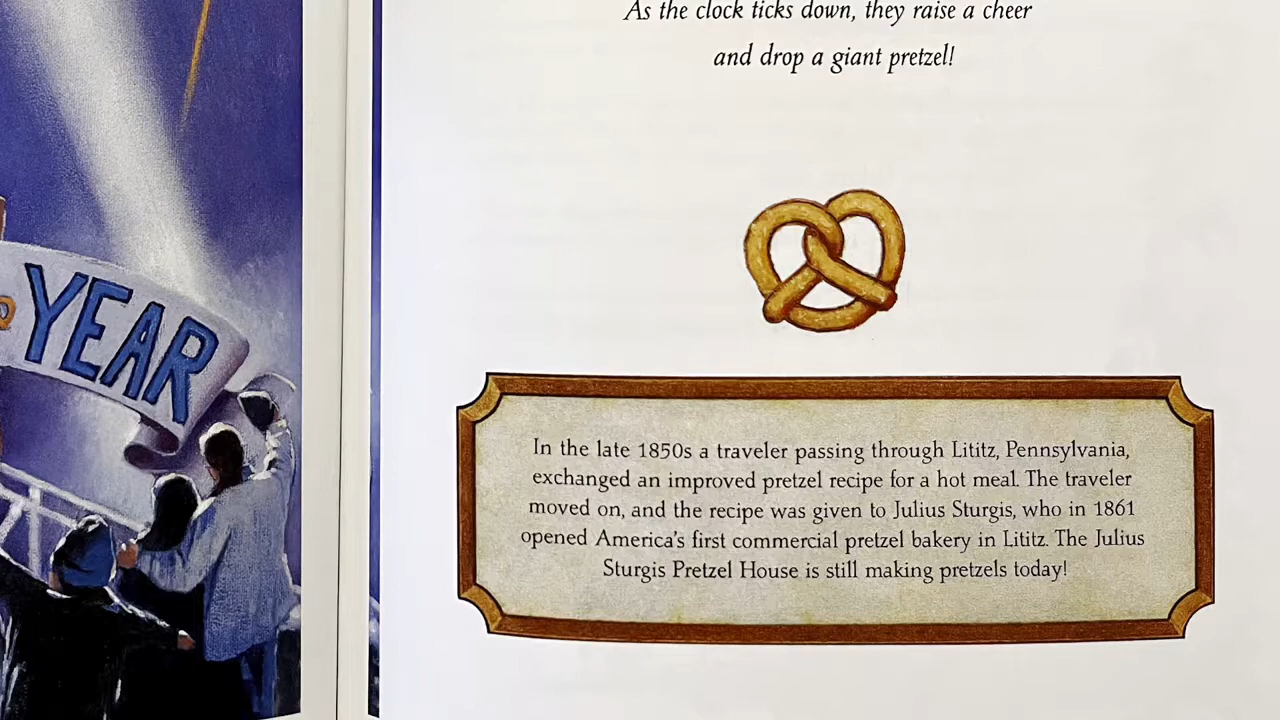 As the clock ticks down, they raise a cheer
and drop a giant pretzel!
YEAR
In the late 1850s a traveler passing through Lititz, Pennsylvania,
exchanged an improved pretzel recipe for a hot meal. The traveler
moved on, and the recipe was given to Julius Sturgis, who in 1861
opened America's first commercial pretzel bakery in Lititz. The Julius
Sturgis Pretzel House is still making pretzels today!